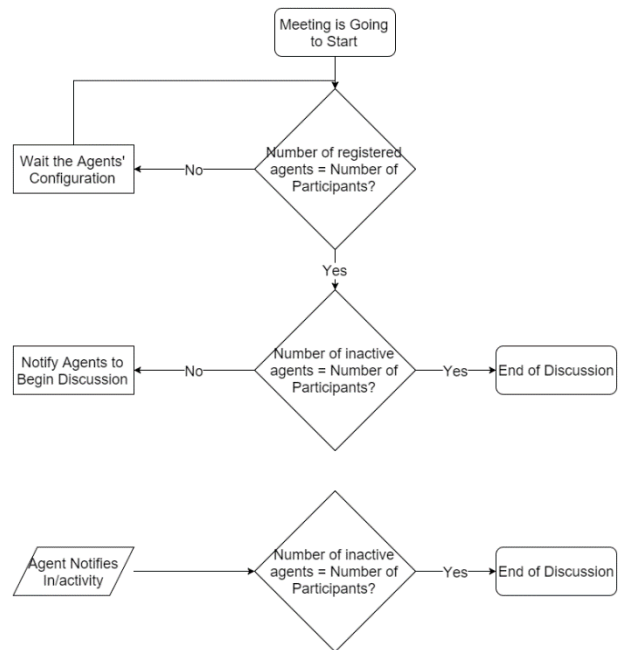 Meeting is Going
to Start
Number of registered
agents = Number of
Participants?
No
Wait the Agents'
Configuration
Yes
Number of inactive
agents = Number of
Participants?
No
Notify Agents to
Begin Discussion
Yes
End of Discussion
Agent Notifies
In/activity
Number of inactive
agents = Number of
Participants?
Yes
End of Discussion